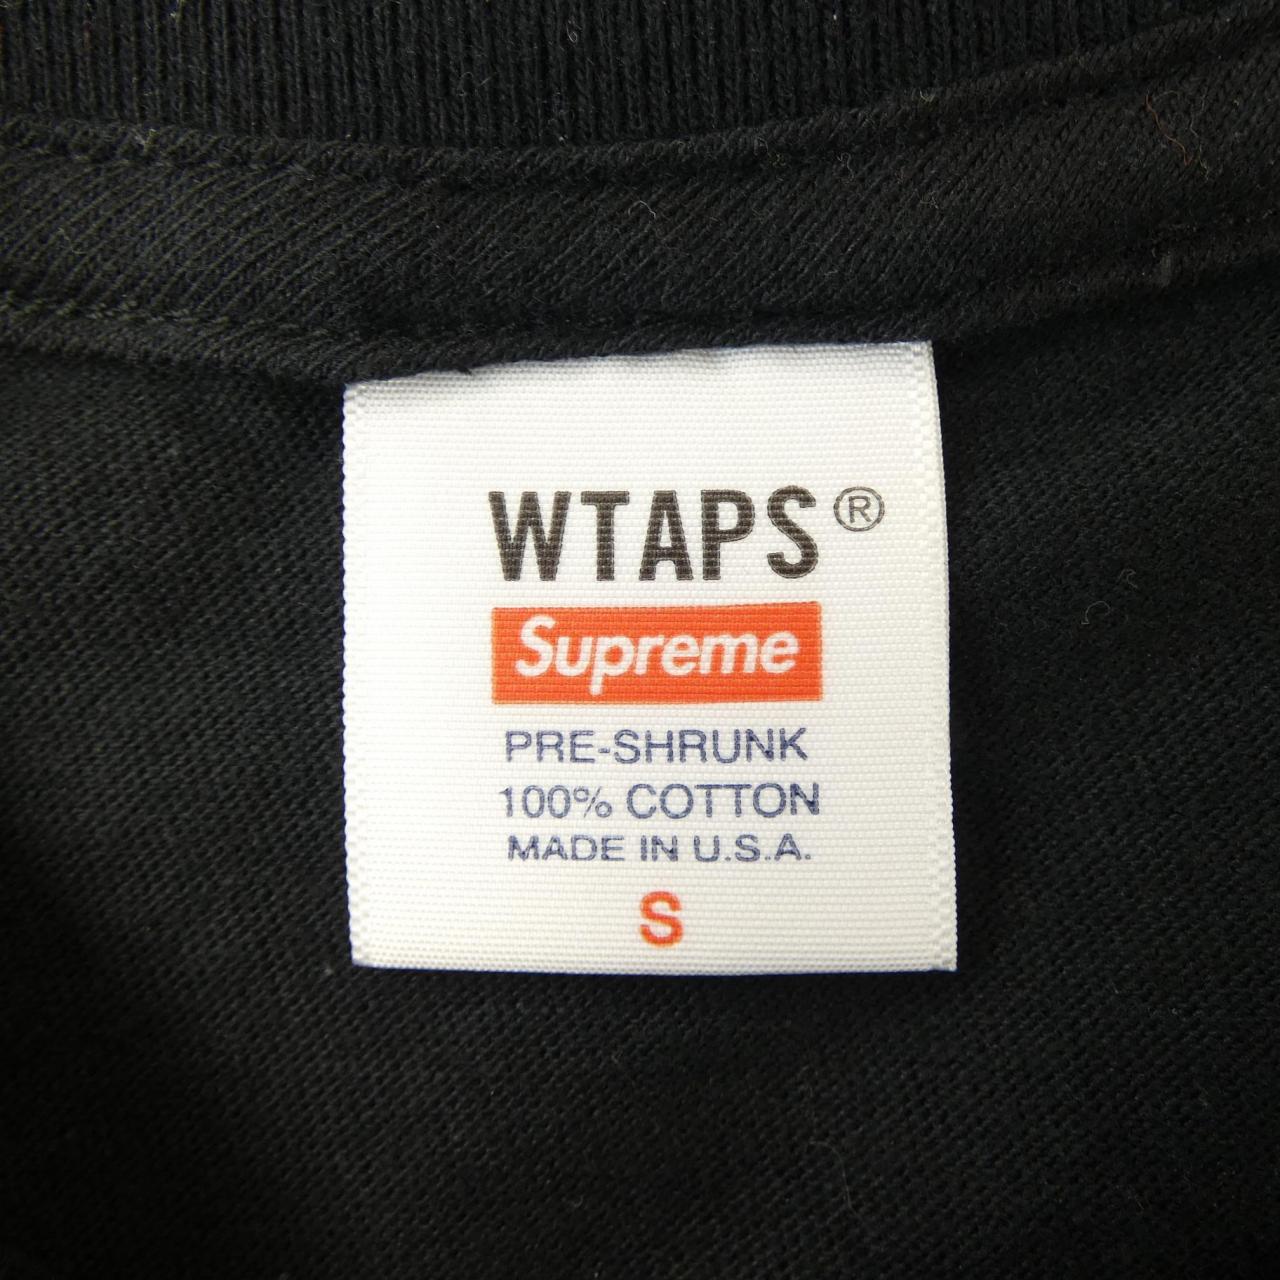 WTAPS®
Supreme
PRE-SHRUNK
100% COTTON
MADE IN U.S.A.
S